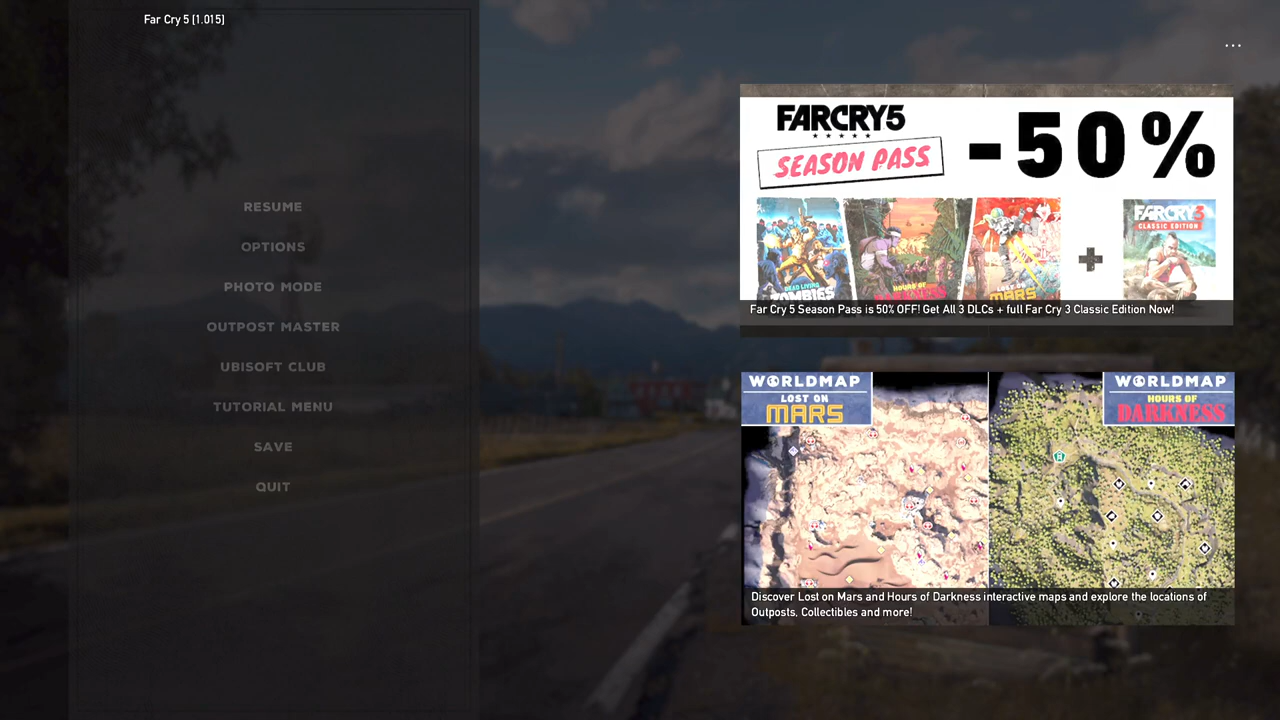 Far Cry 5 [1.015]
...
RESUME
OPTIONS
PHOTO MODE
OUTPOST MASTER
UBISOFT CLUB
TUTORIAL MENU
SAVE
QUIT
FARCRY5
SEASON PASS
-50%
DEAD LIVING
ZOMBIES
HOURS OF
DARKNESS
LOST ON
MARS
+
FARCRY3
CLASSIC EDITION
Far Cry 5 Season Pass is 50% OFF! Get All 3 DLCs + full Far Cry 3 Classic Edition Now!
WORLDMAP
LOST ON
MARS
WORLDMAP
HOURS OF
DARKNESS
Discover Lost on Mars and Hours of Darkness interactive maps and explore the locations of
Outposts, Collectibles and more!